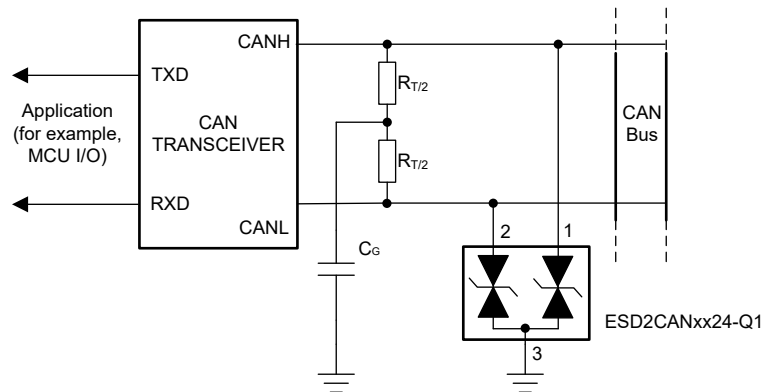 CANH
TXD
Application
(for example,
MCU I/O)
CAN
TRANSCEIVER
RXD
CANL
RT/2
RT/2
CG
CAN
Bus
2
1
3
ESD2CANxx24-Q1